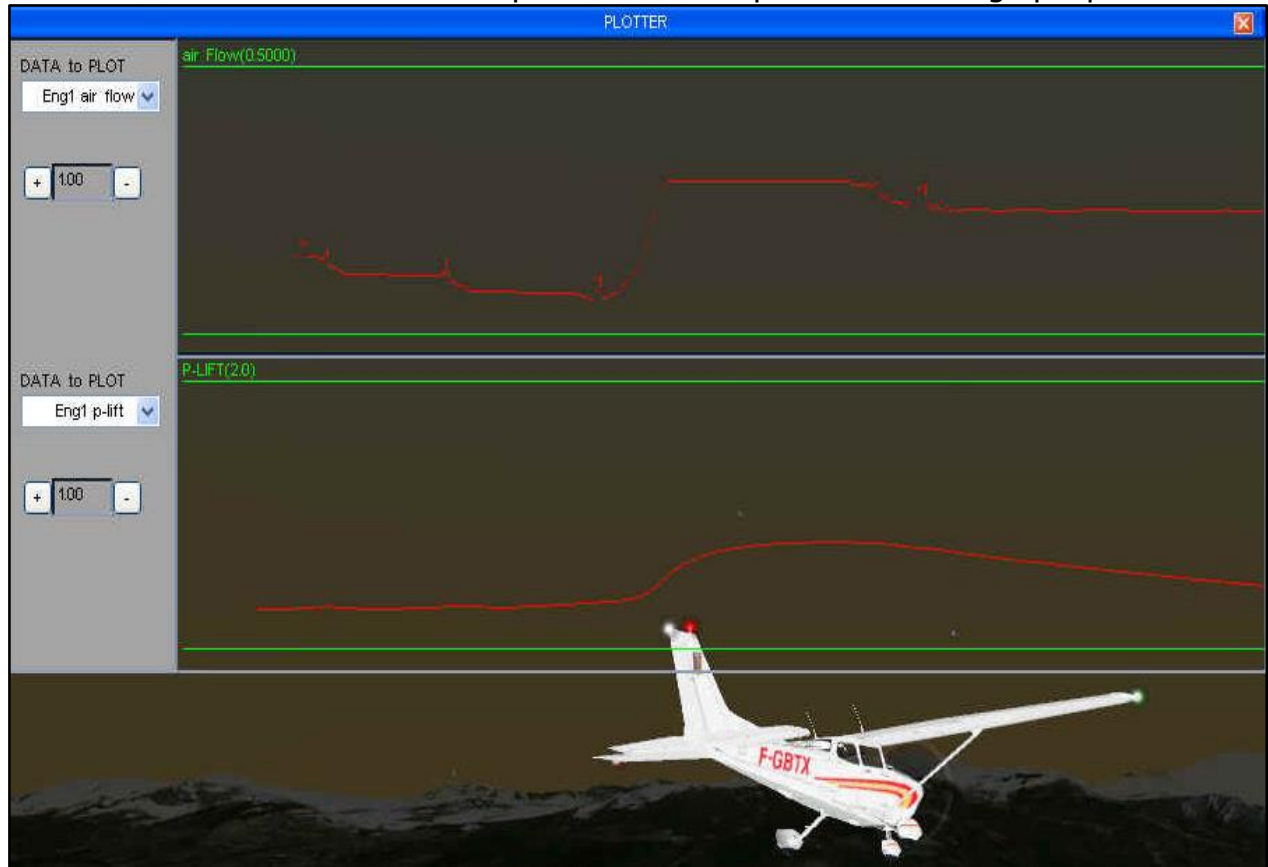 PLOTTER
DATA to PLOT
Eng1 air flow
+ 1.00 -
air Flow(0.5000)
DATA to PLOT
Eng1 p-lift
+ 1.00 -
P-LIFT(2.0)
F-GBTX